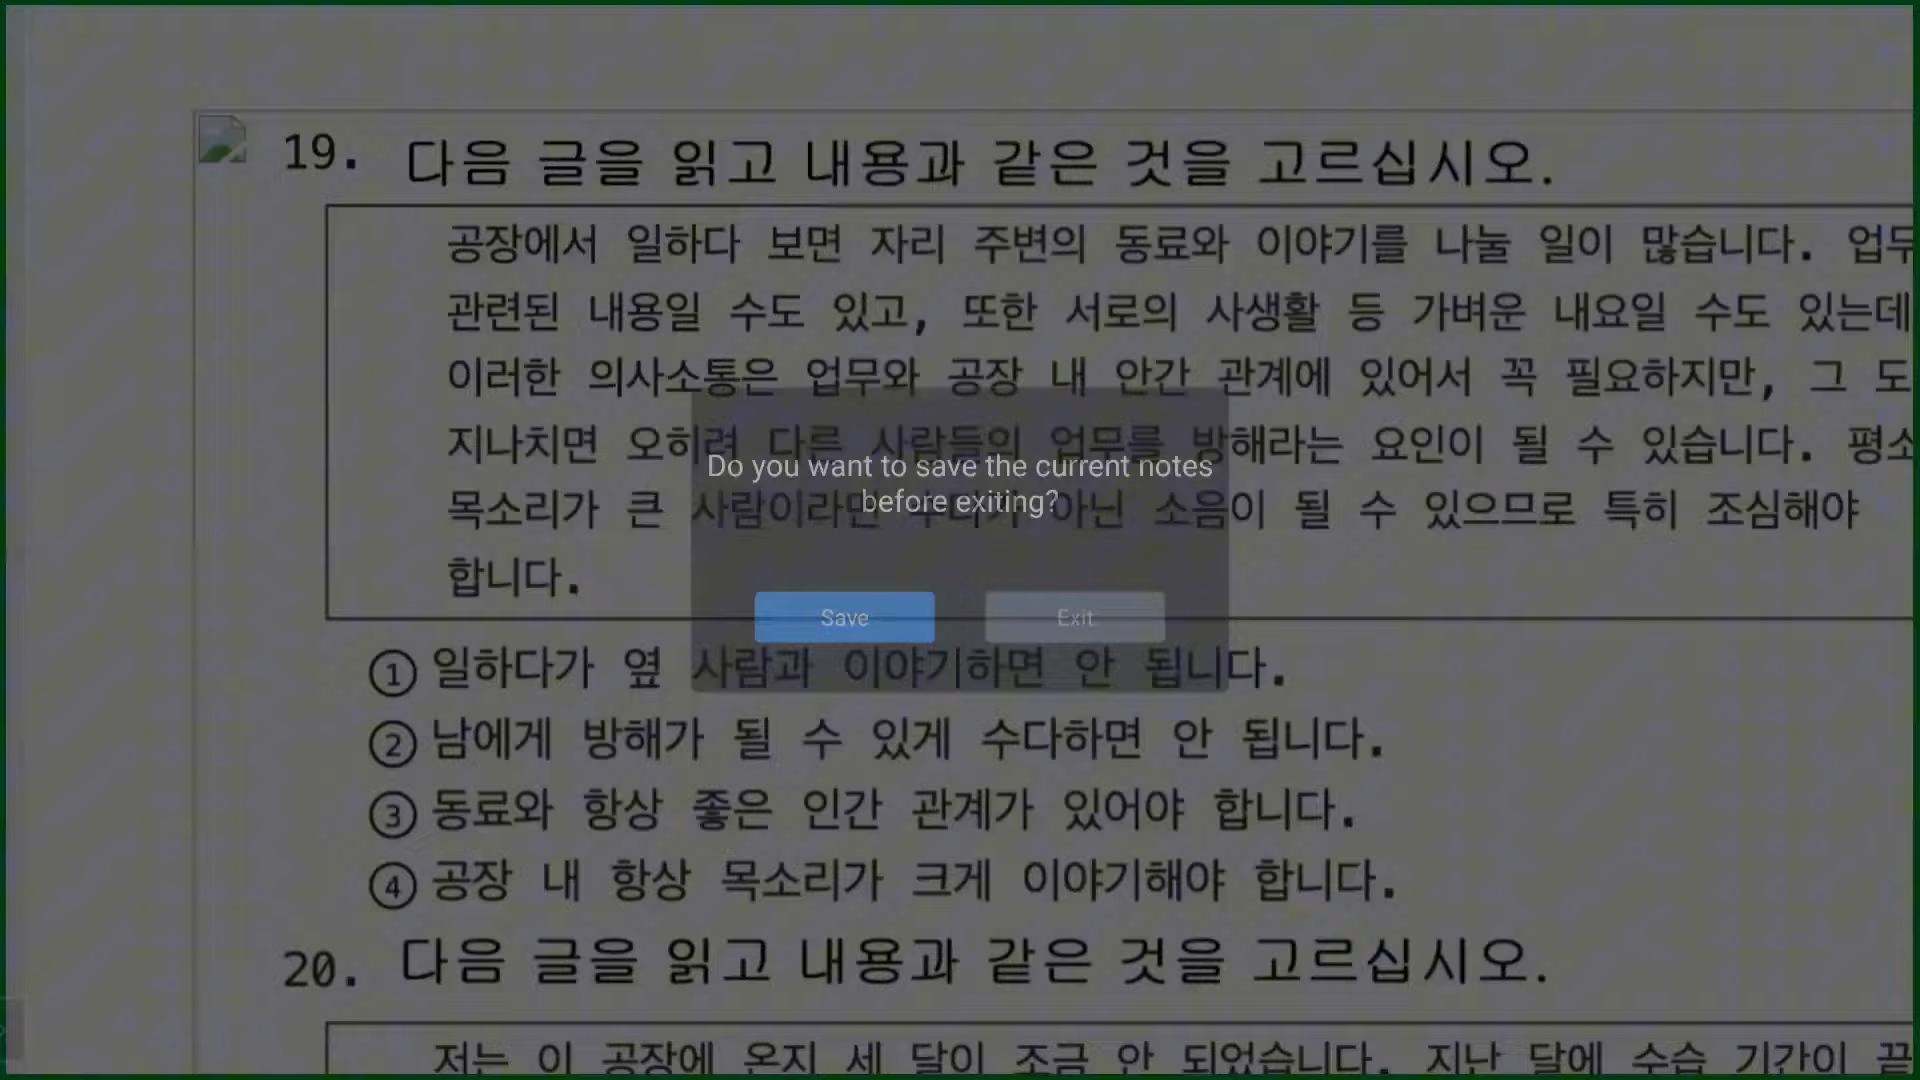 19. 다음 글을 읽고 내용과 같은 것을 고르십시오.
공장에서 일하다 보면 자리 주변의 동료와 이야기를 나눌 일이 많습니다. 업무
관련된 내용일 수도 있고, 또한 서로의 사생활 등 가벼운 내요일 수도 있는데
이러한 의사소통은 업무와 공장 내 안간 관계에 있어서 꼭 필요하지만, 그 도
지나치면 오히려 다른 사람들의 업무를 방해라는 요인이 될 수 있습니다. 평소
목소리가 큰 사람이라면 수다가 아닌 소음이 될 수 있으므로 특히 조심해야
합니다.
Do you want to save the current notes
before exiting?
Save Exit
① 일하다가 옆 사람과 이야기하면 안 됩니다.
② 남에게 방해가 될 수 있게 수다하면 안 됩니다.
③ 동료와 항상 좋은 인간 관계가 있어야 합니다.
④ 공장 내 항상 목소리가 크게 이야기해야 합니다.
20. 다음 글을 읽고 내용과 같은 것을 고르십시오.
저는 이 공장에 온지 세 달이 조금 안 되었습니다. 지난 달에 수습 기간이 끝